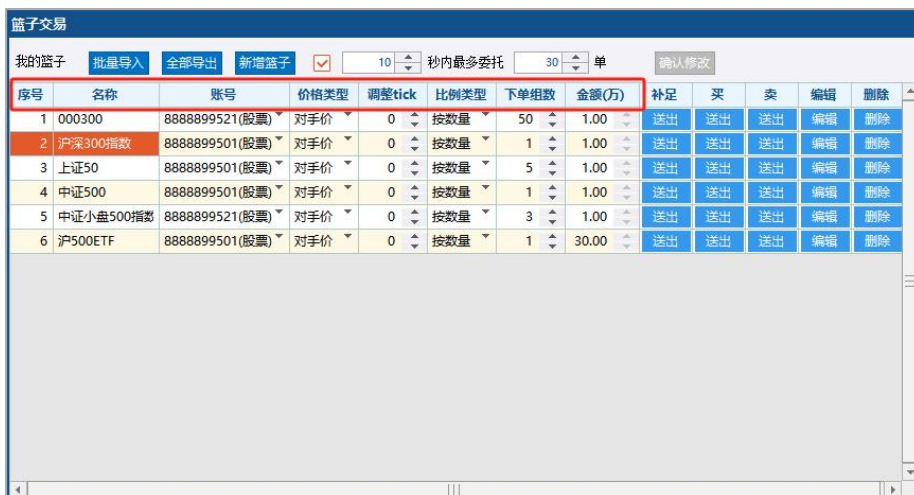 篮子交易
我的篮子 批量导入 全部导出 新增篮子 10 秒内最多委托 30 单 确认修改
序号 名称 账号 价格类型 调整tick 比例类型 下单组数 金额(万) 补足 买 卖 编辑 删除
1 000300 8888899521(股票) 对手价 0 按数量 50 1.00 送出 送出 送出 编辑 删除
2 沪深300指数 8888899501(股票) 对手价 0 按数量 1 1.00 送出 送出 送出 编辑 删除
3 上证50 8888899501(股票) 对手价 0 按数量 5 1.00 送出 送出 送出 编辑 删除
4 中证500 8888899501(股票) 对手价 0 按数量 1 1.00 送出 送出 送出 编辑 删除
5 中证小盘500指数 8888899521(股票) 对手价 0 按数量 3 1.00 送出 送出 送出 编辑 删除
6 沪500ETF 8888899501(股票) 对手价 0 按数量 1 30.00 送出 送出 送出 编辑 删除